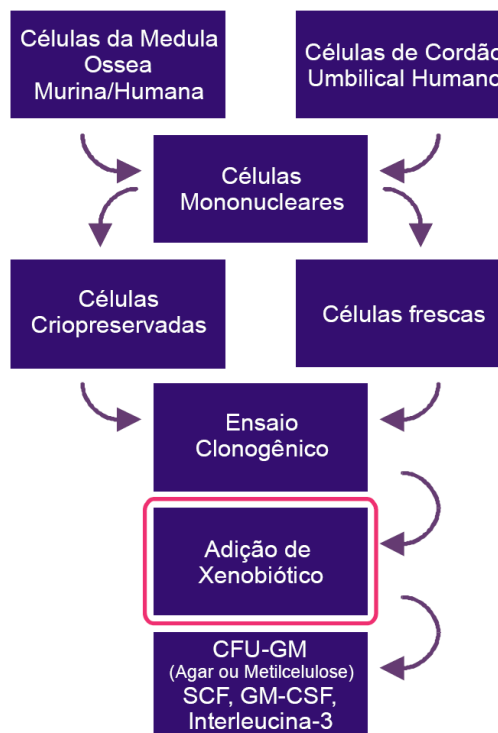 Células da Medula
Ossea
Murina/Humana
Células de Cordão
Umbilical Humano
Células
Mononucleares
Células
Criopreservadas
Células frescas
Ensaio
Clonogênico
Adição de
Xenobiótico
CFU-GM
(Agar ou Metilcelulose)
SCF, GM-CSF,
Interleucina-3